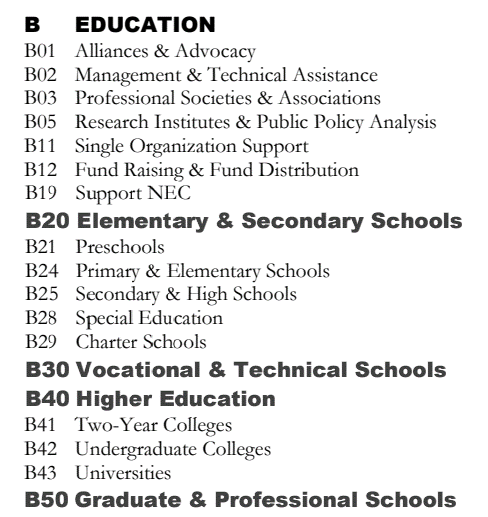 B EDUCATION
B01 Alliances & Advocacy
B02 Management & Technical Assistance
B03 Professional Societies & Associations
B05 Research Institutes & Public Policy Analysis
B11 Single Organization Support
B12 Fund Raising & Fund Distribution
B19 Support NEC
B20 Elementary & Secondary Schools
B21 Preschools
B24 Primary & Elementary Schools
B25 Secondary & High Schools
B28 Special Education
B29 Charter Schools
B30 Vocational & Technical Schools
B40 Higher Education
B41 Two-Year Colleges
B42 Undergraduate Colleges
B43 Universities
B50 Graduate & Professional Schools